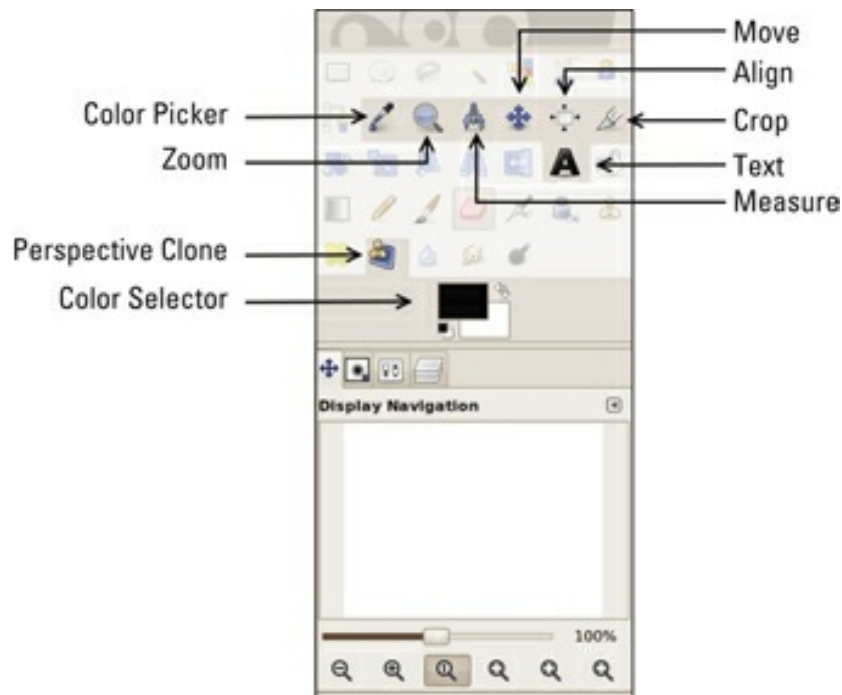 Move
Align
Color Picker
Crop
Zoom
Text
Measure
Perspective Clone
Color Selector
Display Navigation
100%